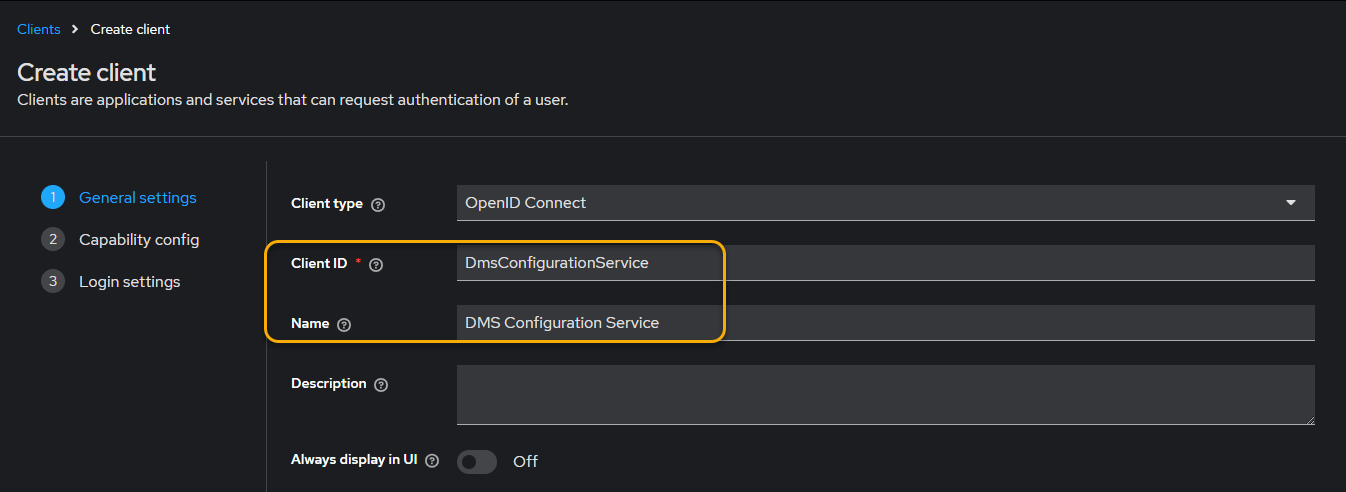 Clients > Create client
Create client
Clients are applications and services that can request authentication of a user.
1 General settings
2 Capability config
3 Login settings
Client type ? OpenID Connect
Client ID * ? DmsConfigurationService
Name ? DMS Configuration Service
Description ?
Always display in UI ? Off